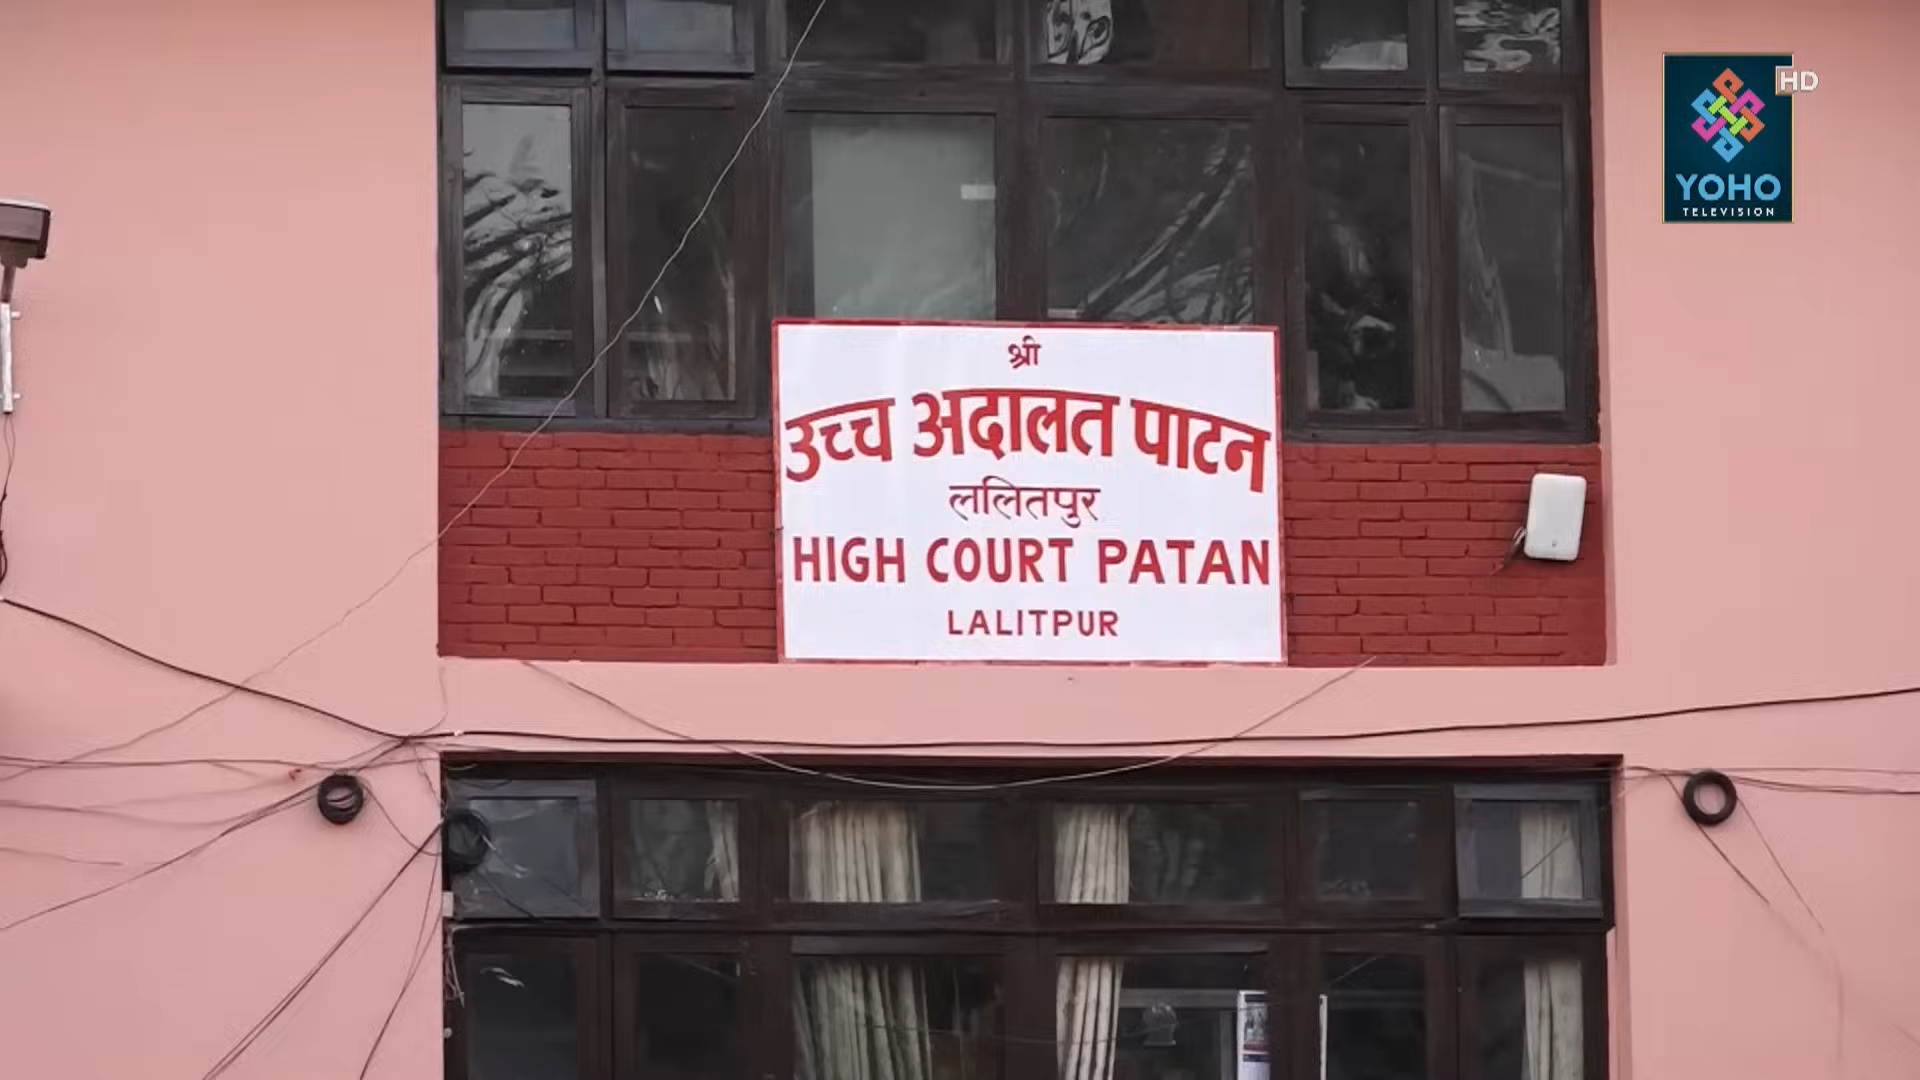 HD
YOHO
TELEVISION
श्री
उच्च अदालत पाटन
ललितपुर
HIGH COURT PATAN
LALITPUR